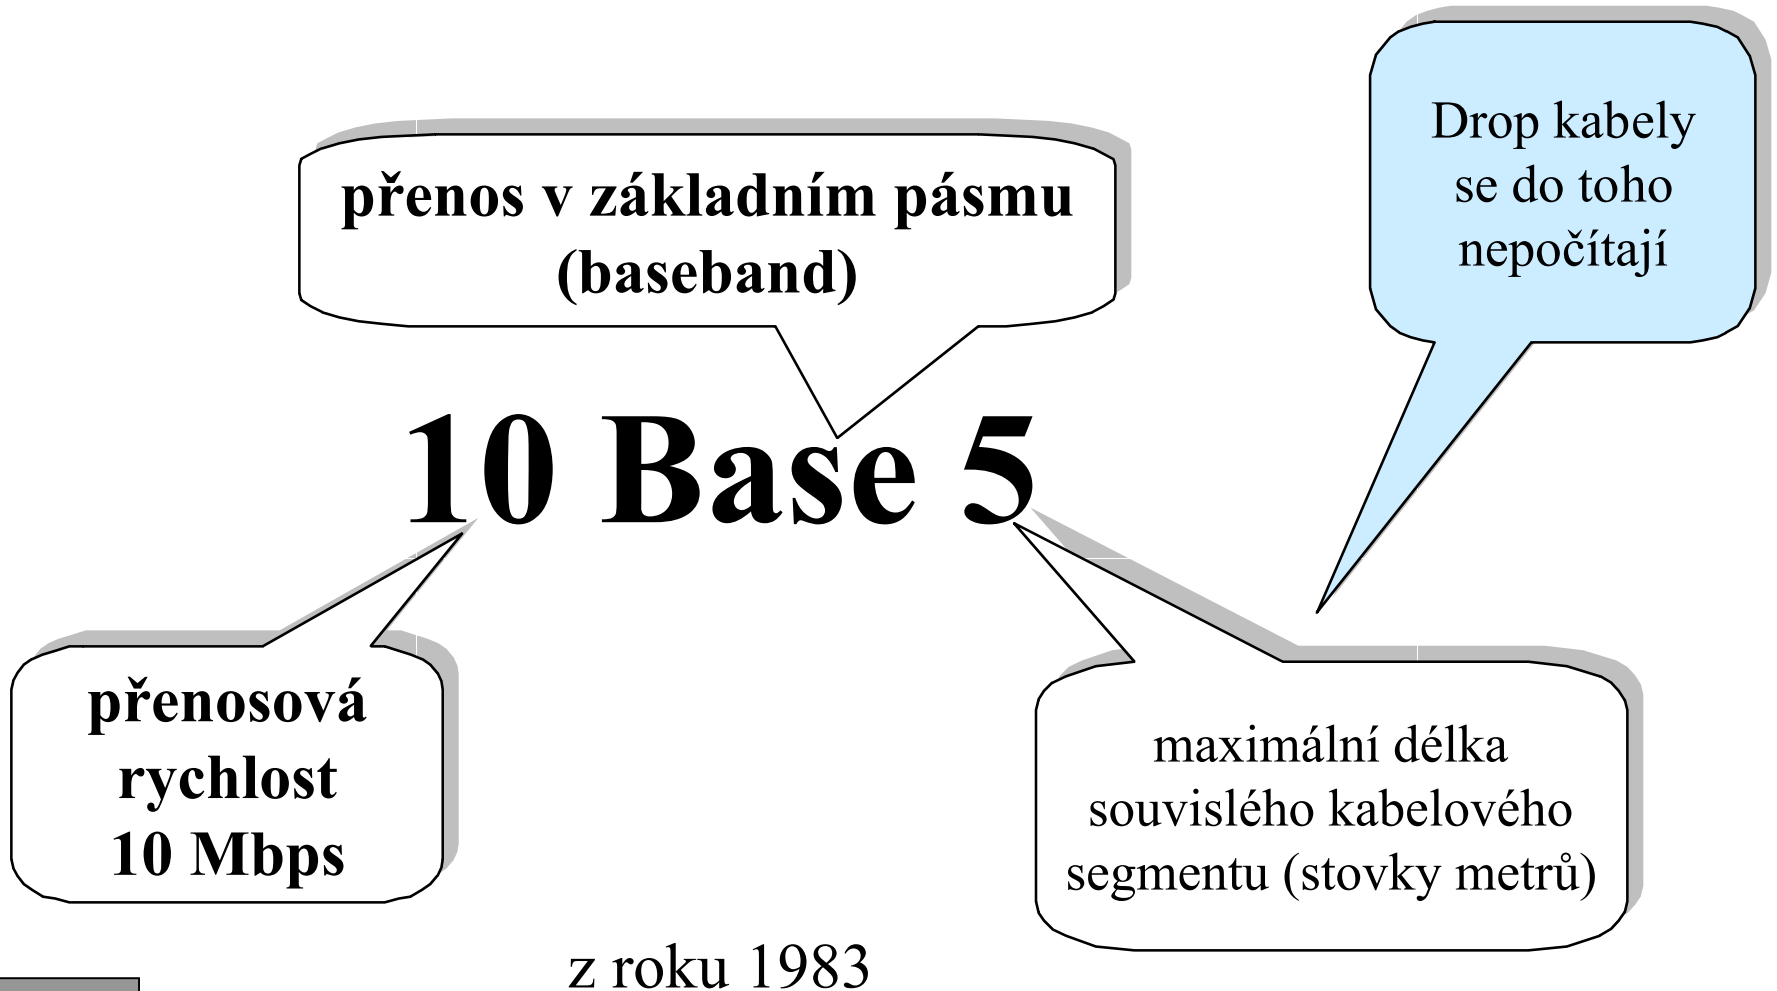 Drop kabely
se do toho
nepočítají
přenos v základním pásmu
(baseband)
10 Base 5
přenosová
rychlost
10 Mbps
maximální délka
souvislého kabelového
segmentu (stovky metrů)
z roku 1983